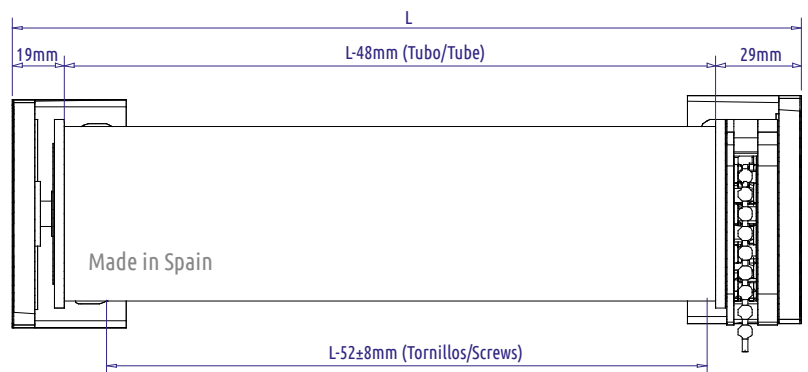 L
19mm
L-48mm (Tubo/Tube)
29mm
Made in Spain
L-52±8mm (Tornillos/Screws)